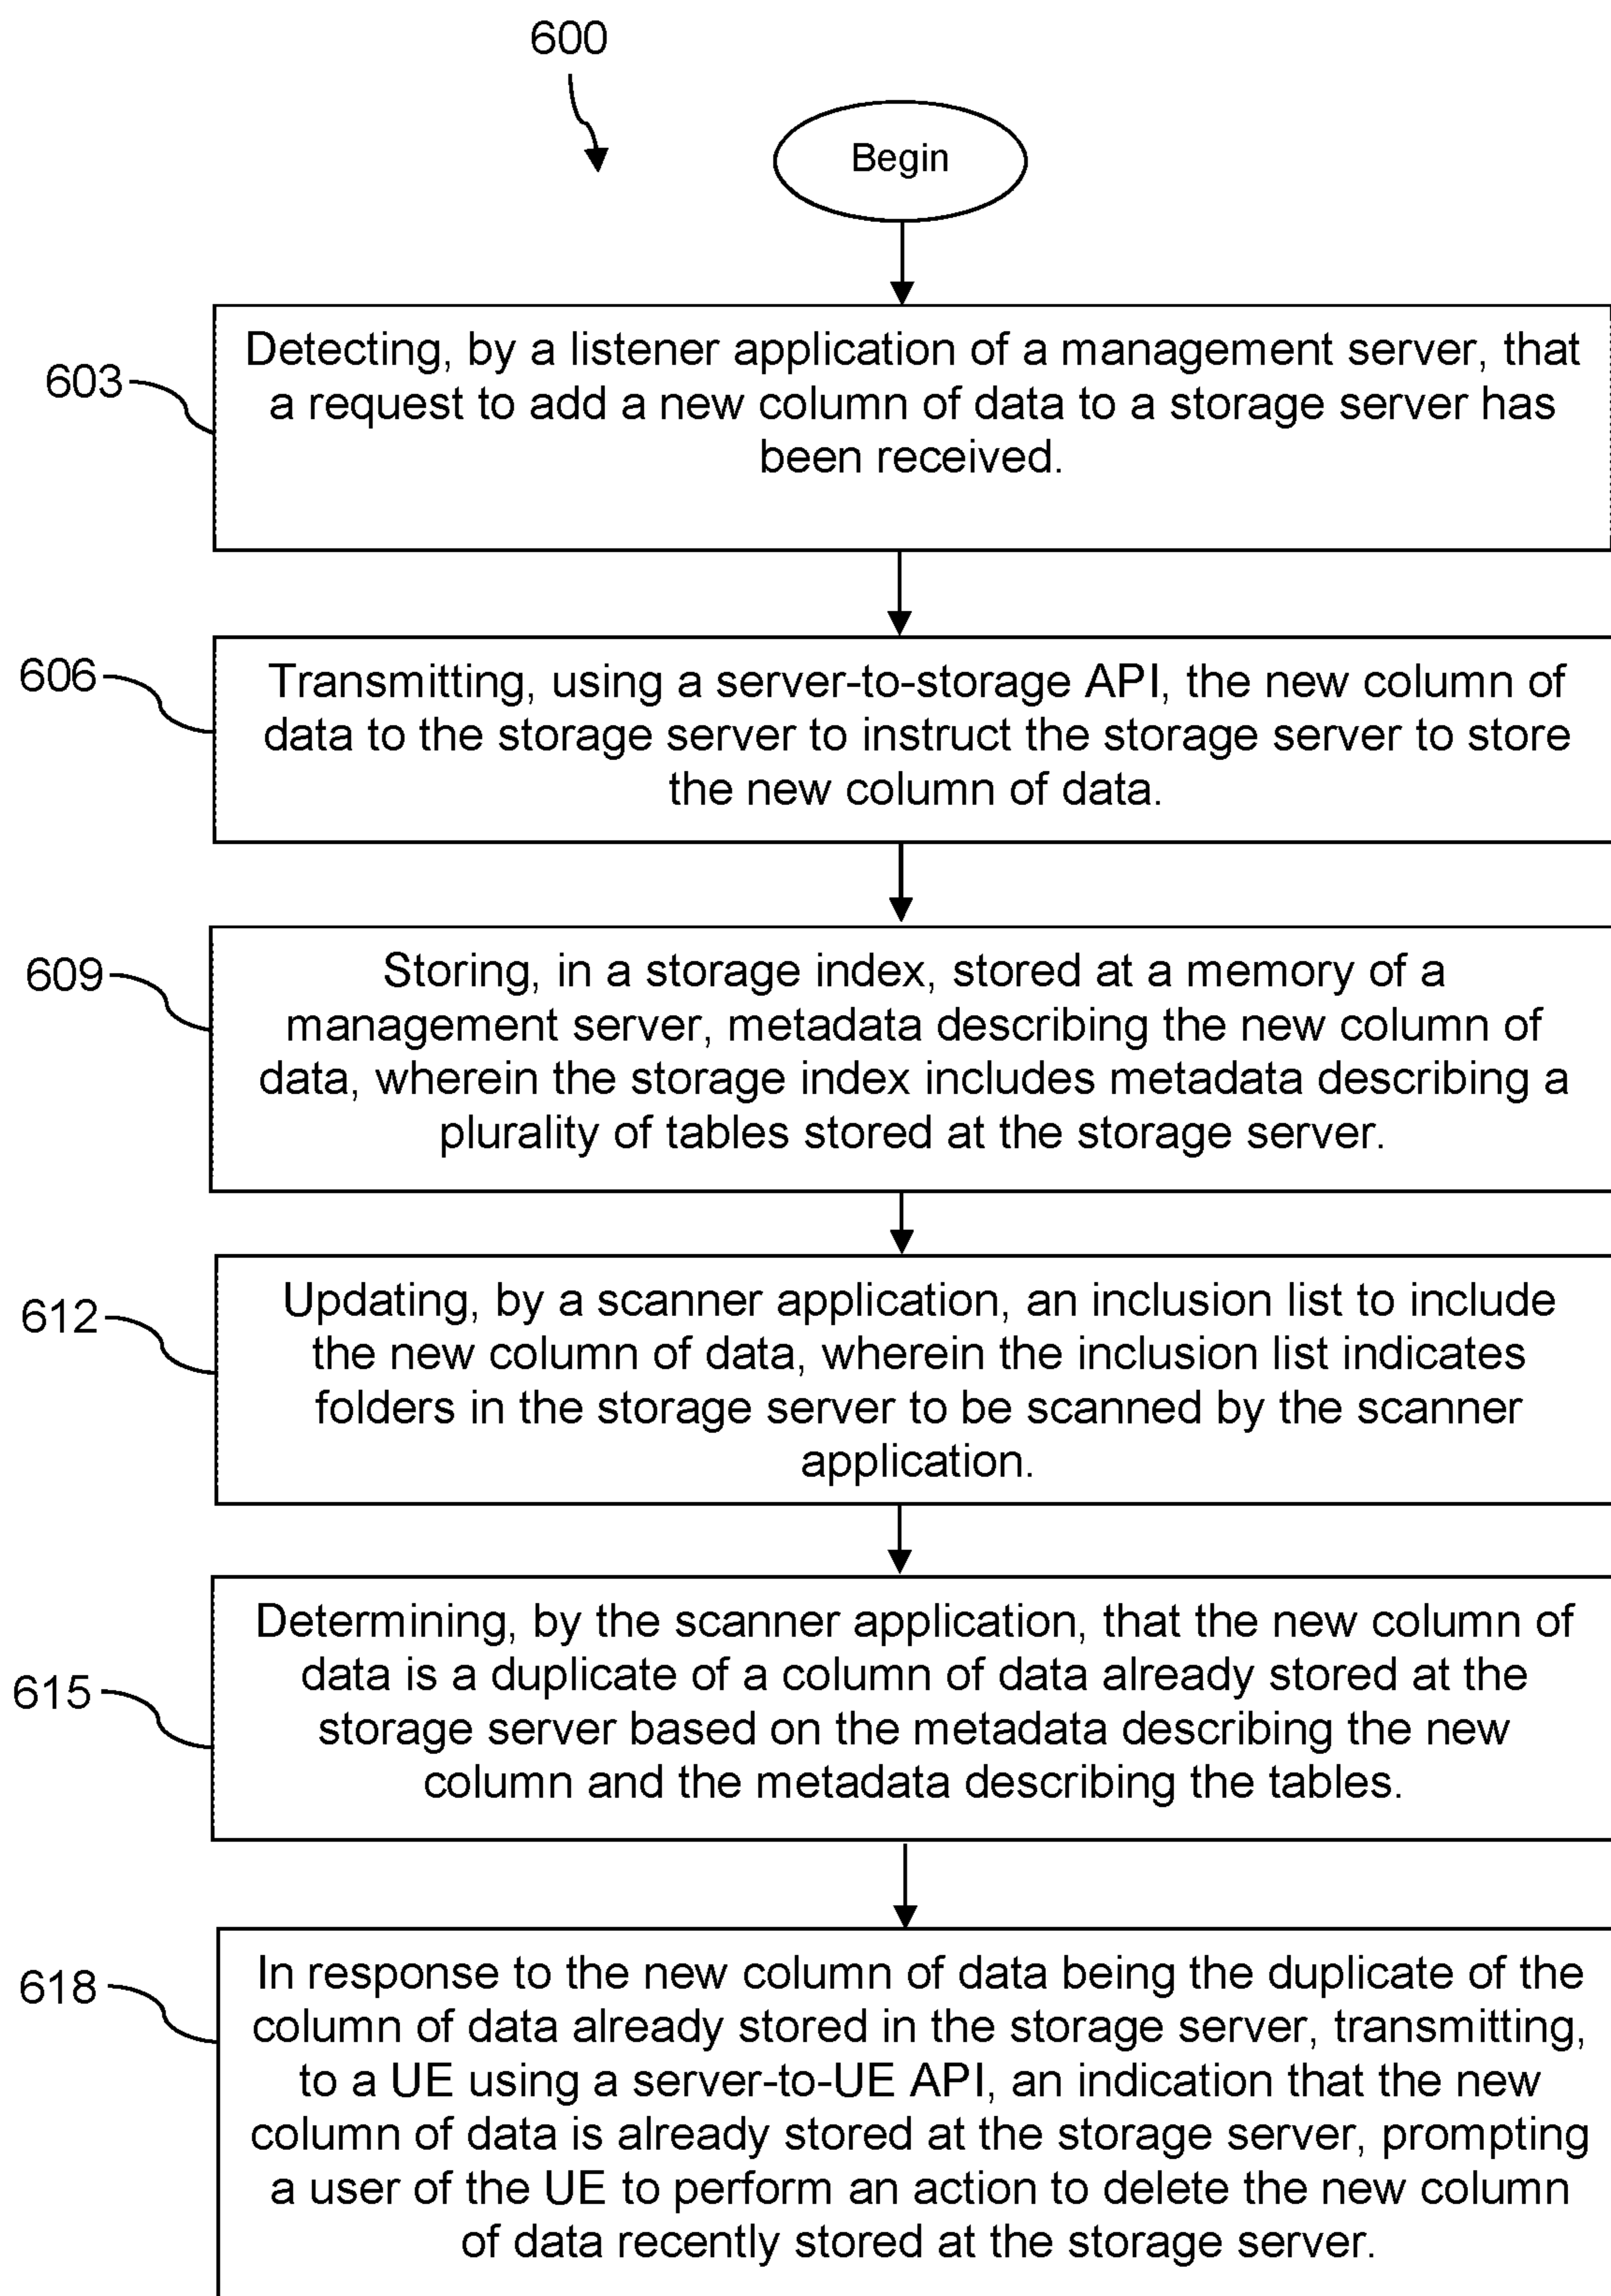 600
Begin
603
Detecting, by a listener application of a management server, that
a request to add a new column of data to a storage server has
been received.
606
Transmitting, using a server-to-storage API, the new column of
data to the storage server to instruct the storage server to store
the new column of data.
609
Storing, in a storage index, stored at a memory of a
management server, metadata describing the new column of
data, wherein the storage index includes metadata describing a
plurality of tables stored at the storage server.
612
Updating, by a scanner application, an inclusion list to include
the new column of data, wherein the inclusion list indicates
folders in the storage server to be scanned by the scanner
application.
615
Determining, by the scanner application, that the new column of
data is a duplicate of a column of data already stored at the
storage server based on the metadata describing the new
column and the metadata describing the tables.
618
In response to the new column of data being the duplicate of the
column of data already stored in the storage server, transmitting,
to a UE using a server-to-UE API, an indication that the new
column of data is already stored at the storage server, prompting
a user of the UE to perform an action to delete the new column
of data recently stored at the storage server.